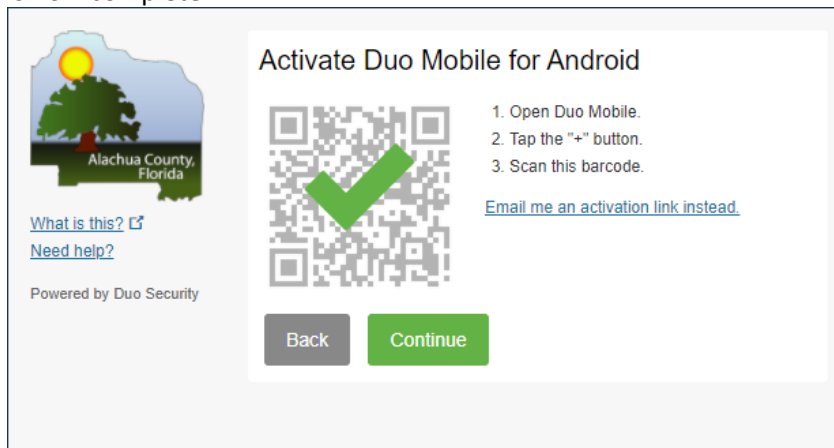 Alachua County,
Florida
What is this?
Need help?
Powered by Duo Security
Activate Duo Mobile for Android
1. Open Duo Mobile.
2. Tap the "+" button.
3. Scan this barcode.
Email me an activation link instead.
Back
Continue